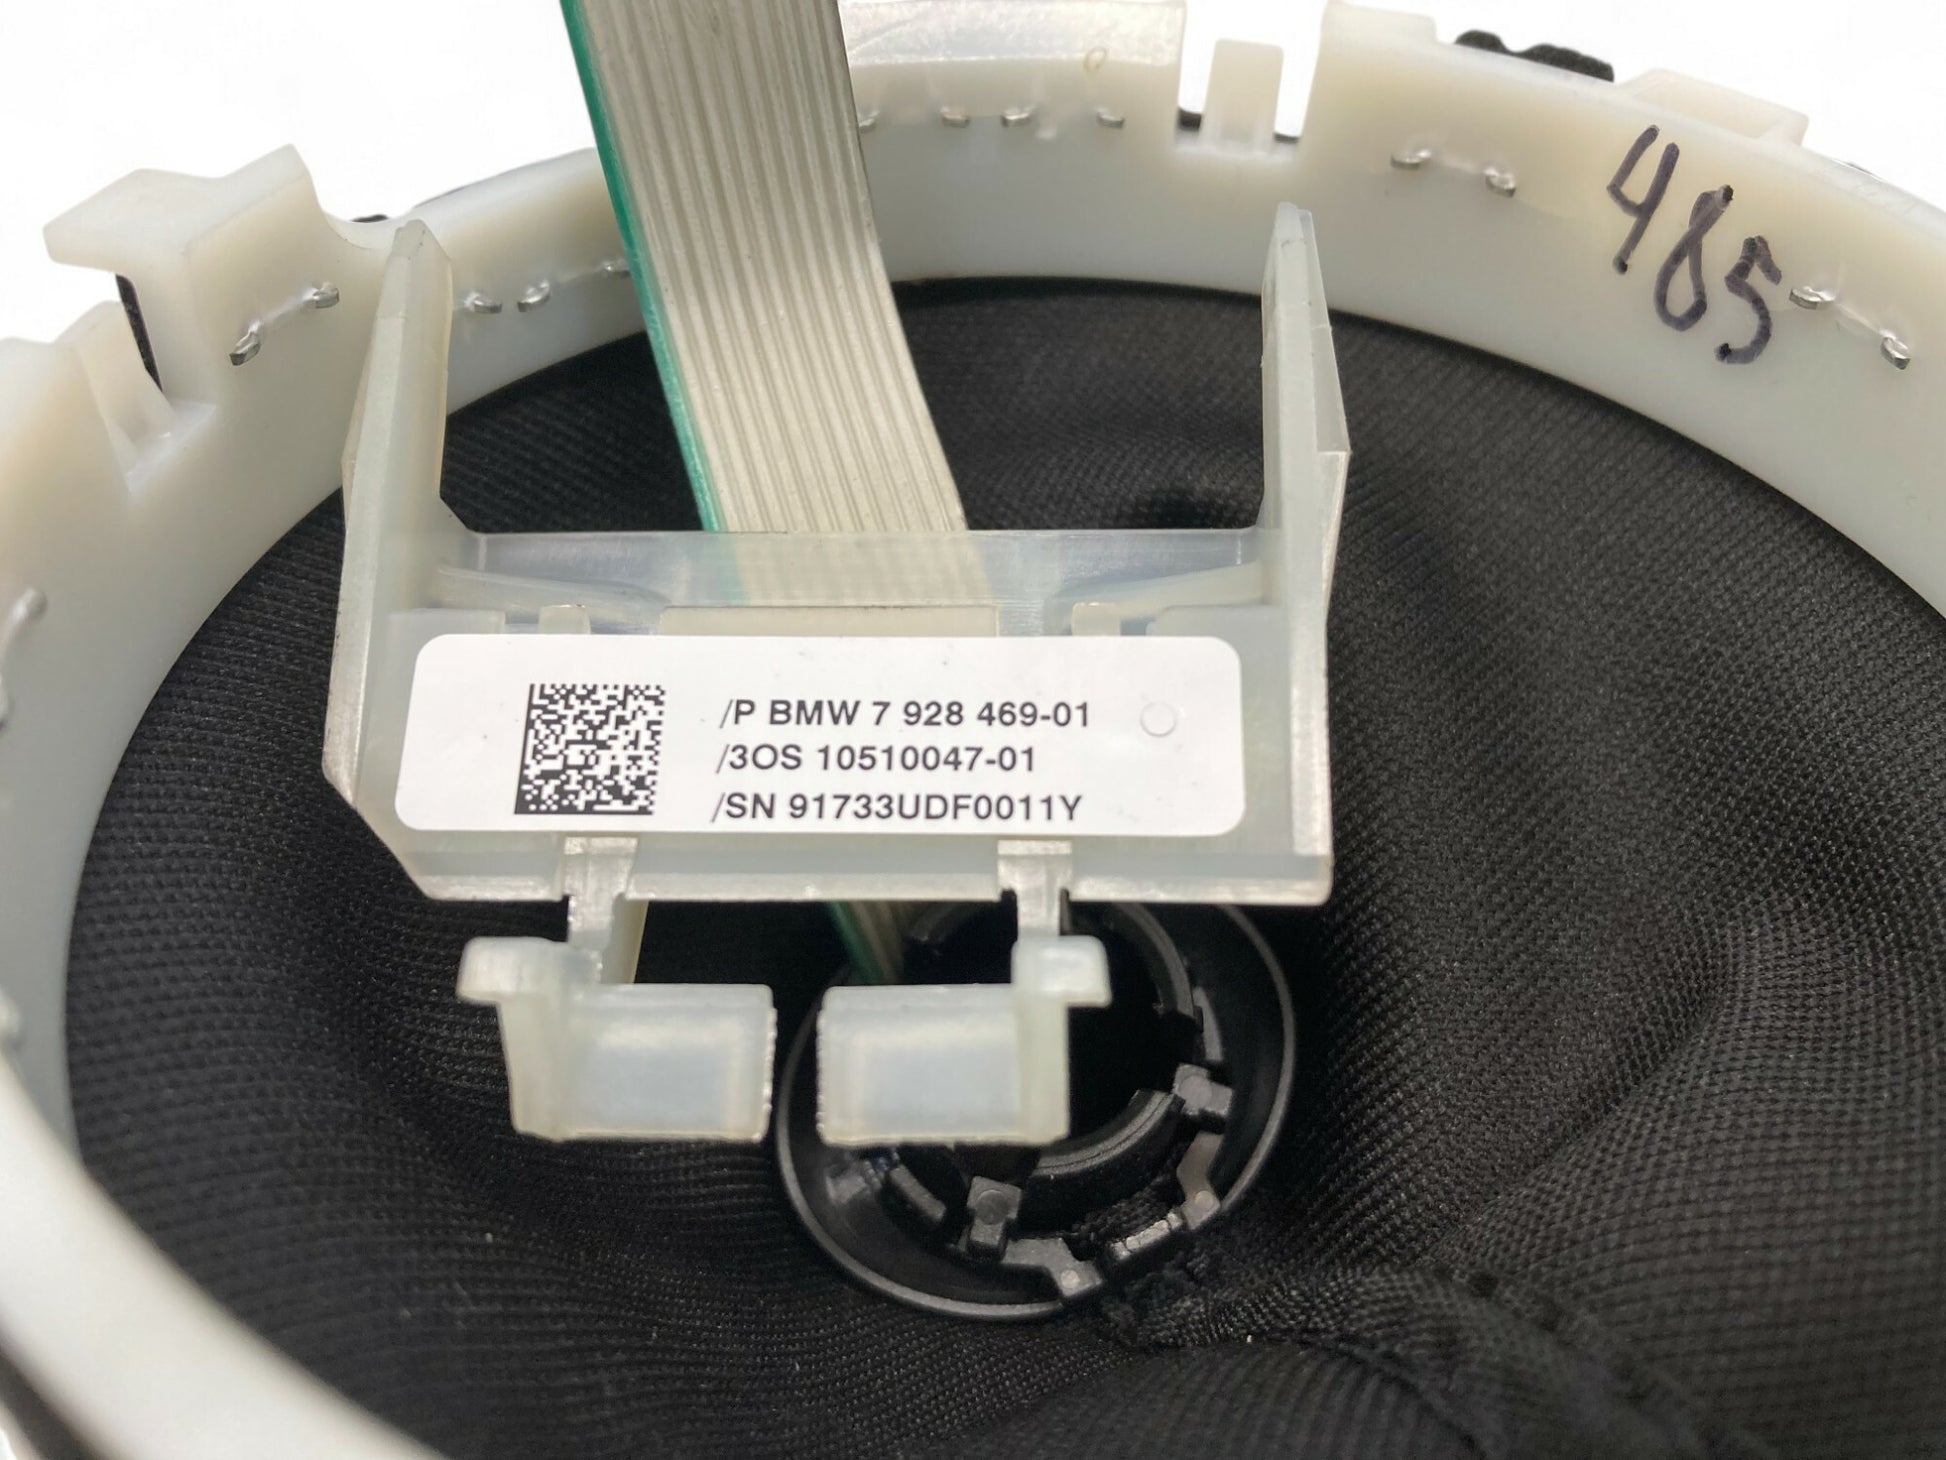 485
/P BMW 7 928 469-01
/3OS 10510047-01
/SN 91733UDF0011Y